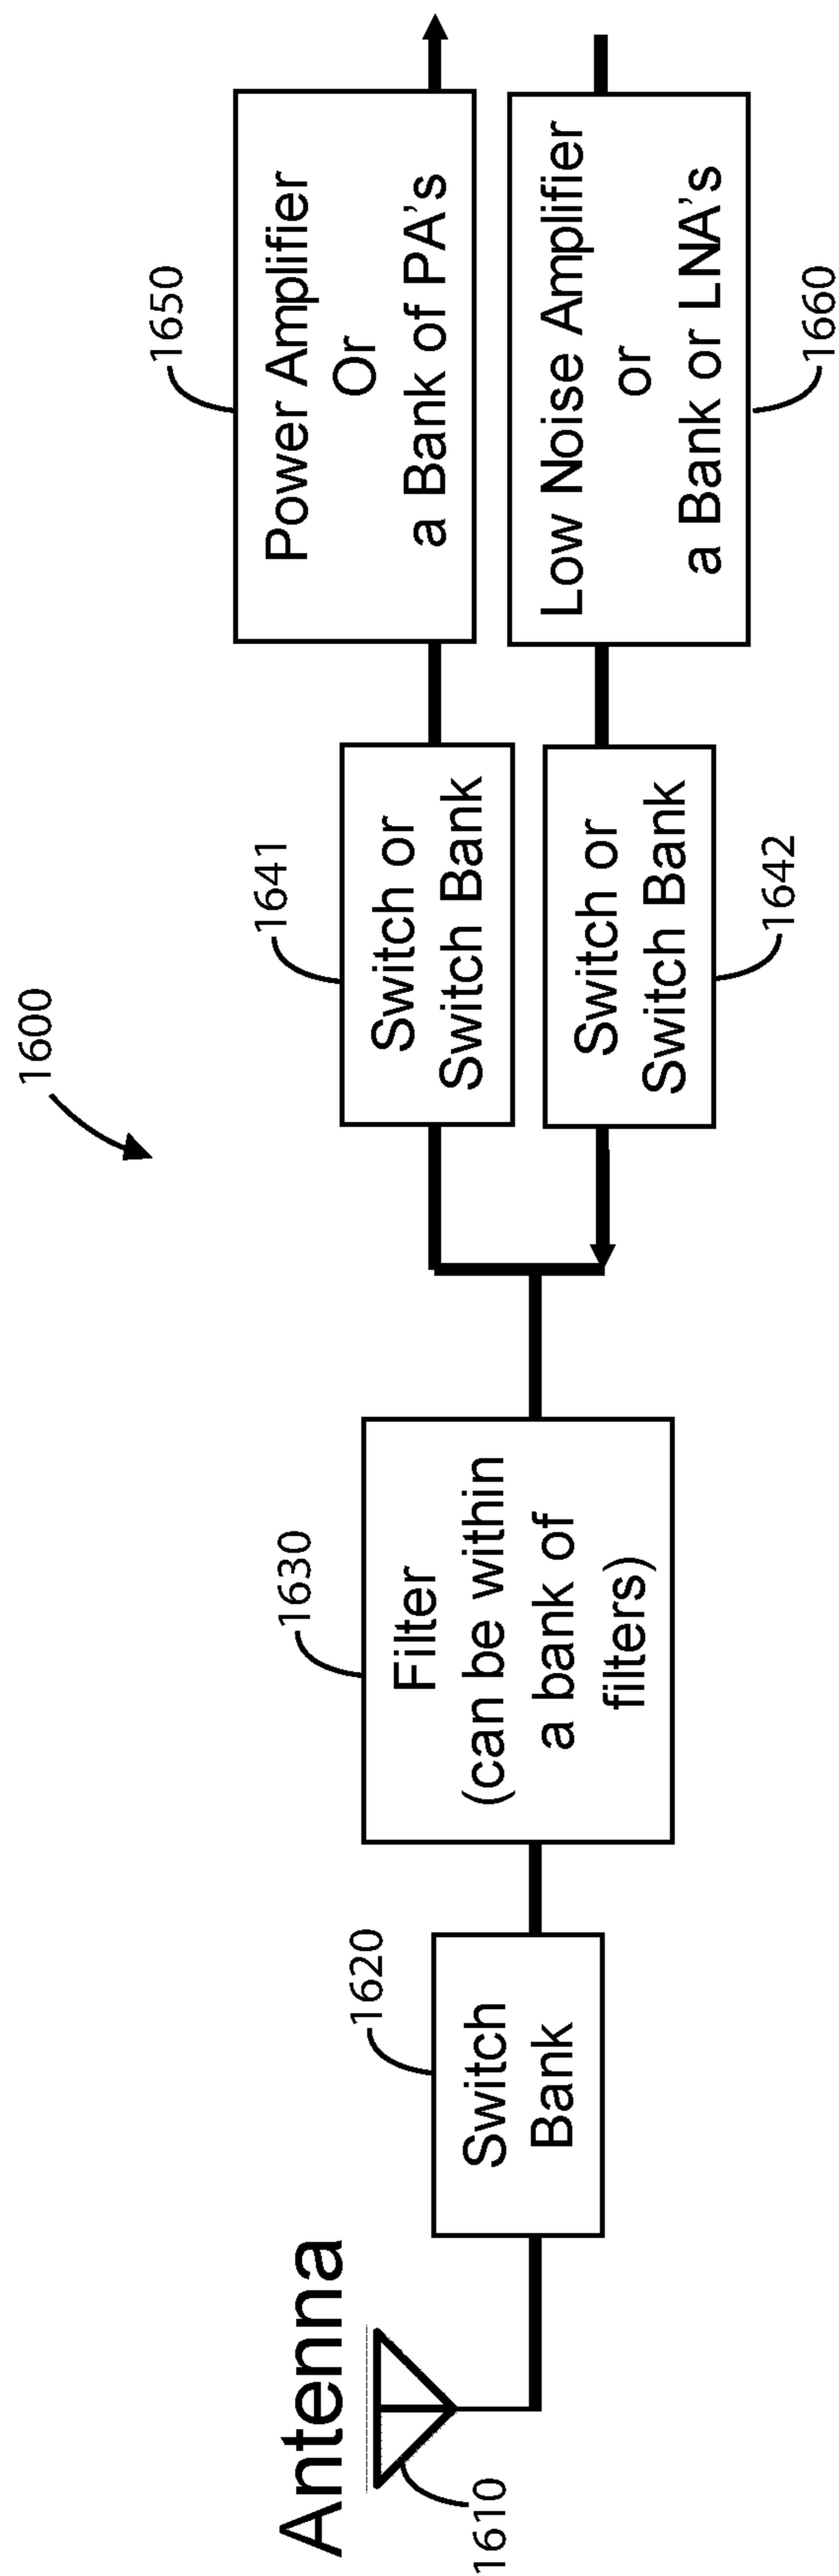 1600
Antenna
1610
1620
Switch
Bank
1630
Filter
(can be within
a bank of
filters)
1641
Switch or
Switch Bank
1642
Switch or
Switch Bank
1650
Power Amplifier
Or
a Bank of PA's
1660
Low Noise Amplifier
or
a Bank or LNA's